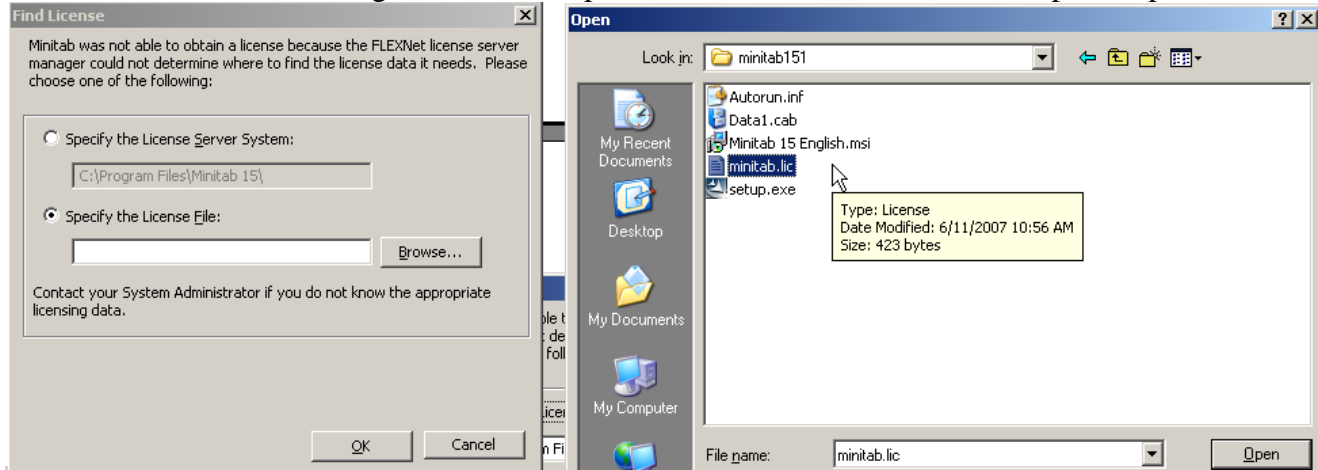 Find License
Minitab was not able to obtain a license because the FLEXNet license server
manager could not determine where to find the license data it needs. Please
choose one of the following:
Specify the License Server System:
C:\Program Files\Minitab 15\
Specify the License File:
Browse...
Contact your System Administrator if you do not know the appropriate
licensing data.
OK
Cancel
Open
Look in:
minitab151
My Recent
Documents
Desktop
My Documents
My Computer
Autorun.inf
Data1.cab
Minitab 15 English.msi
minitab.lic
setup.exe
Type: License
Date Modified: 6/11/2007 10:56 AM
Size: 423 bytes
File name:
minitab.lic
Open